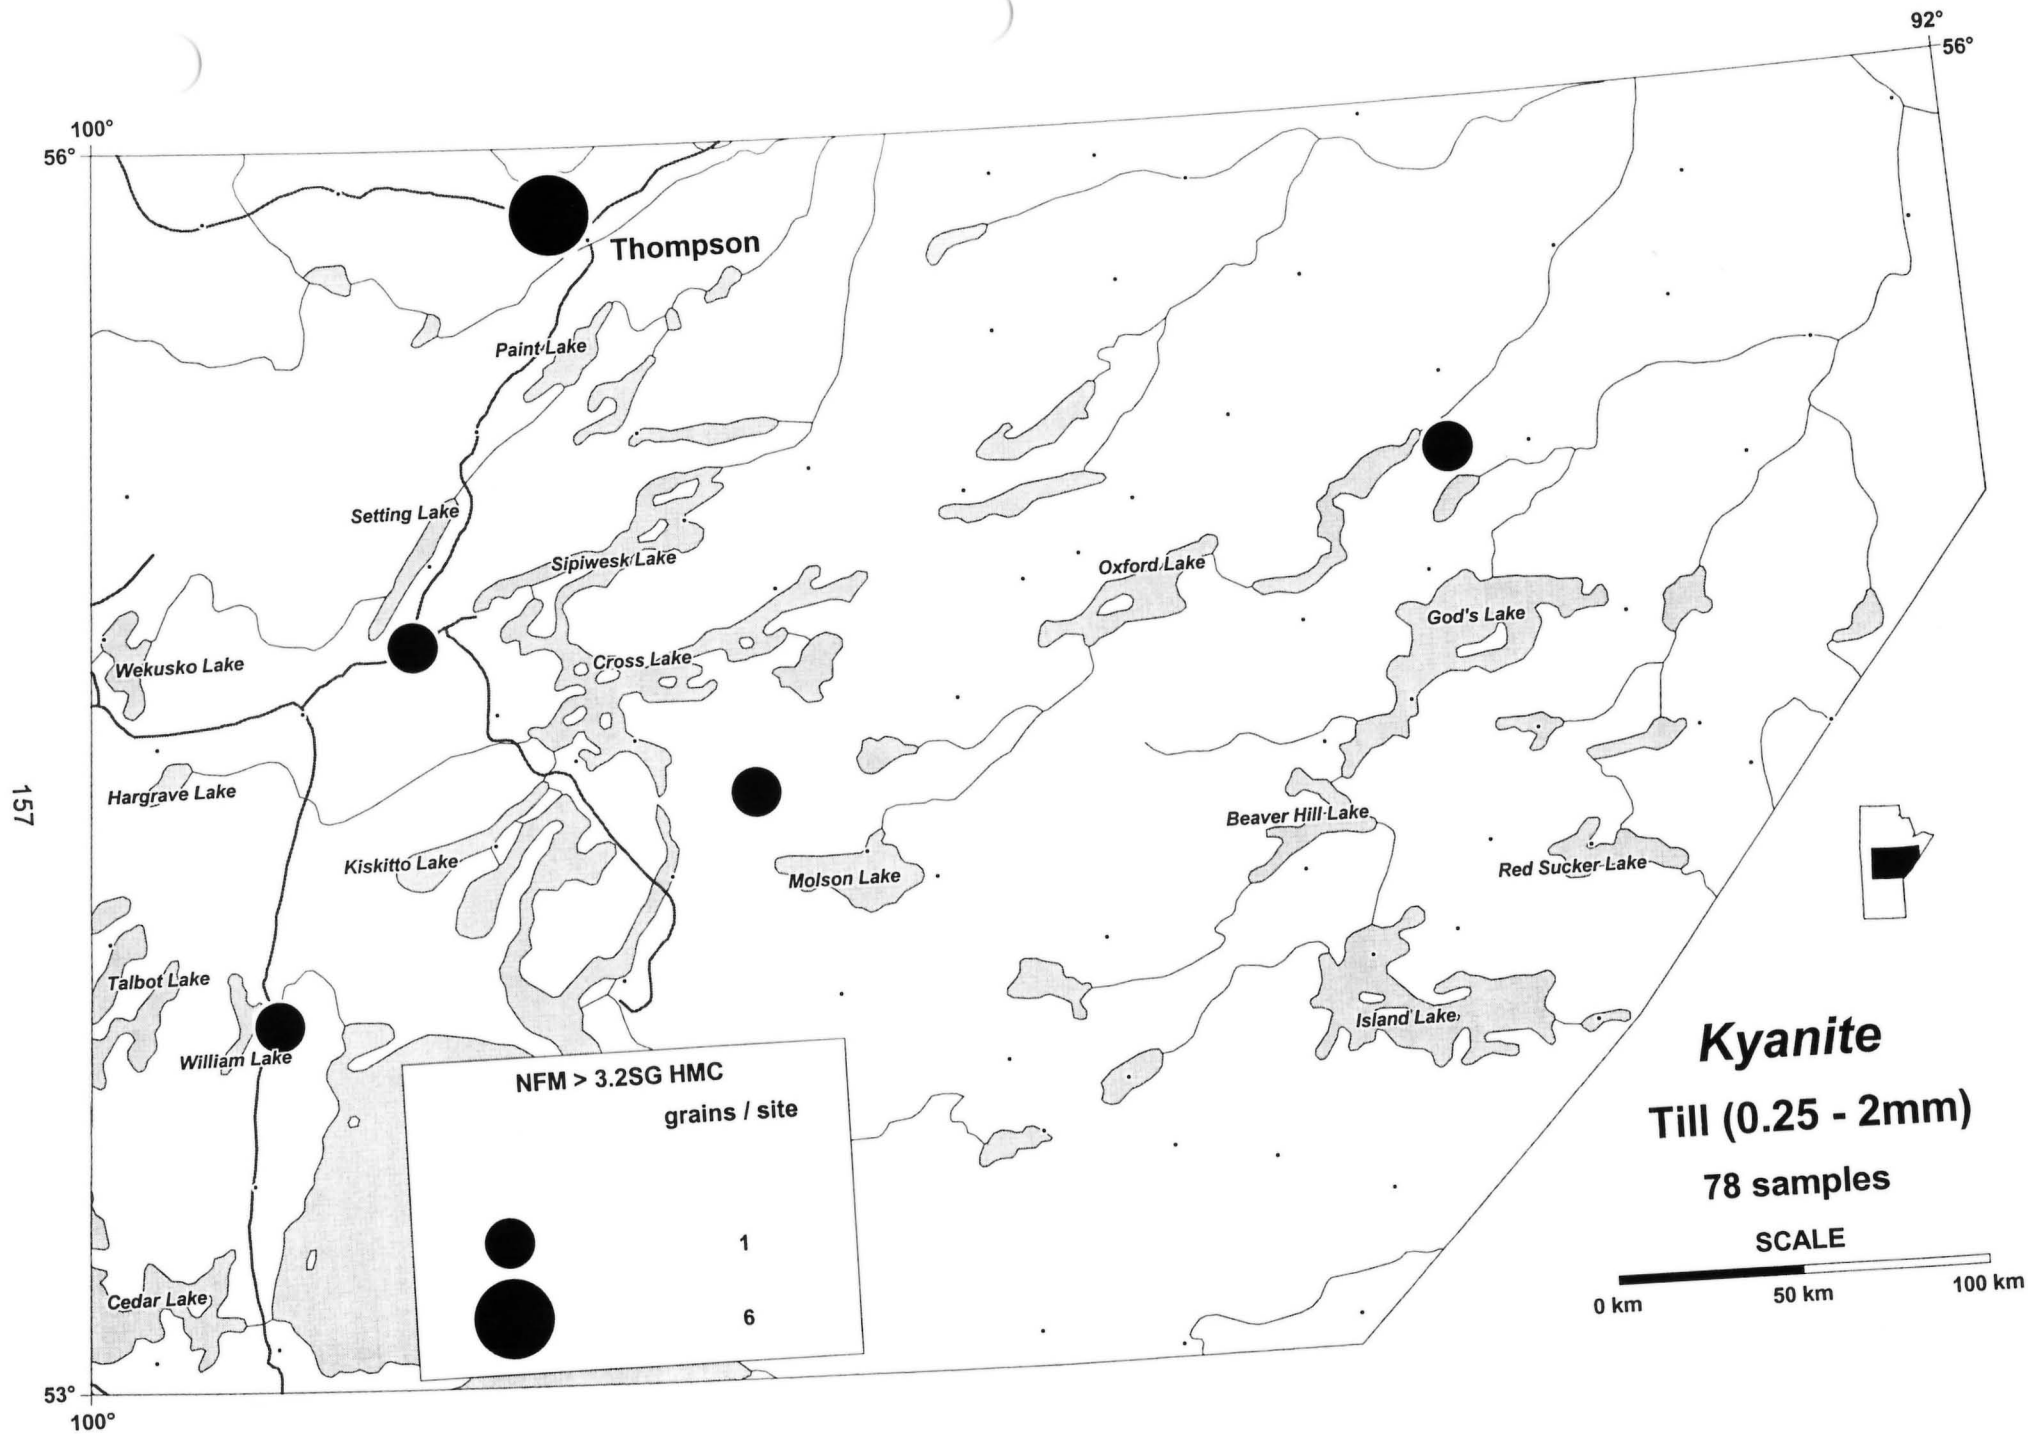 92°
56°
100°
56°
Thompson
Paint Lake
Setting Lake
Sipiwesk Lake
Oxford Lake
God's Lake
Wekusko Lake
Cross Lake
Hargrave Lake
Beaver Hill Lake
Kiskitto Lake
Molson Lake
Red Sucker Lake
157
Talbot Lake
Island Lake
William Lake
NFM > 3.2SG HMC
grains / site
1
6
Kyanite
Till (0.25 - 2mm)
78 samples
SCALE
0 km
50 km
100 km
Cedar Lake
53°
100°